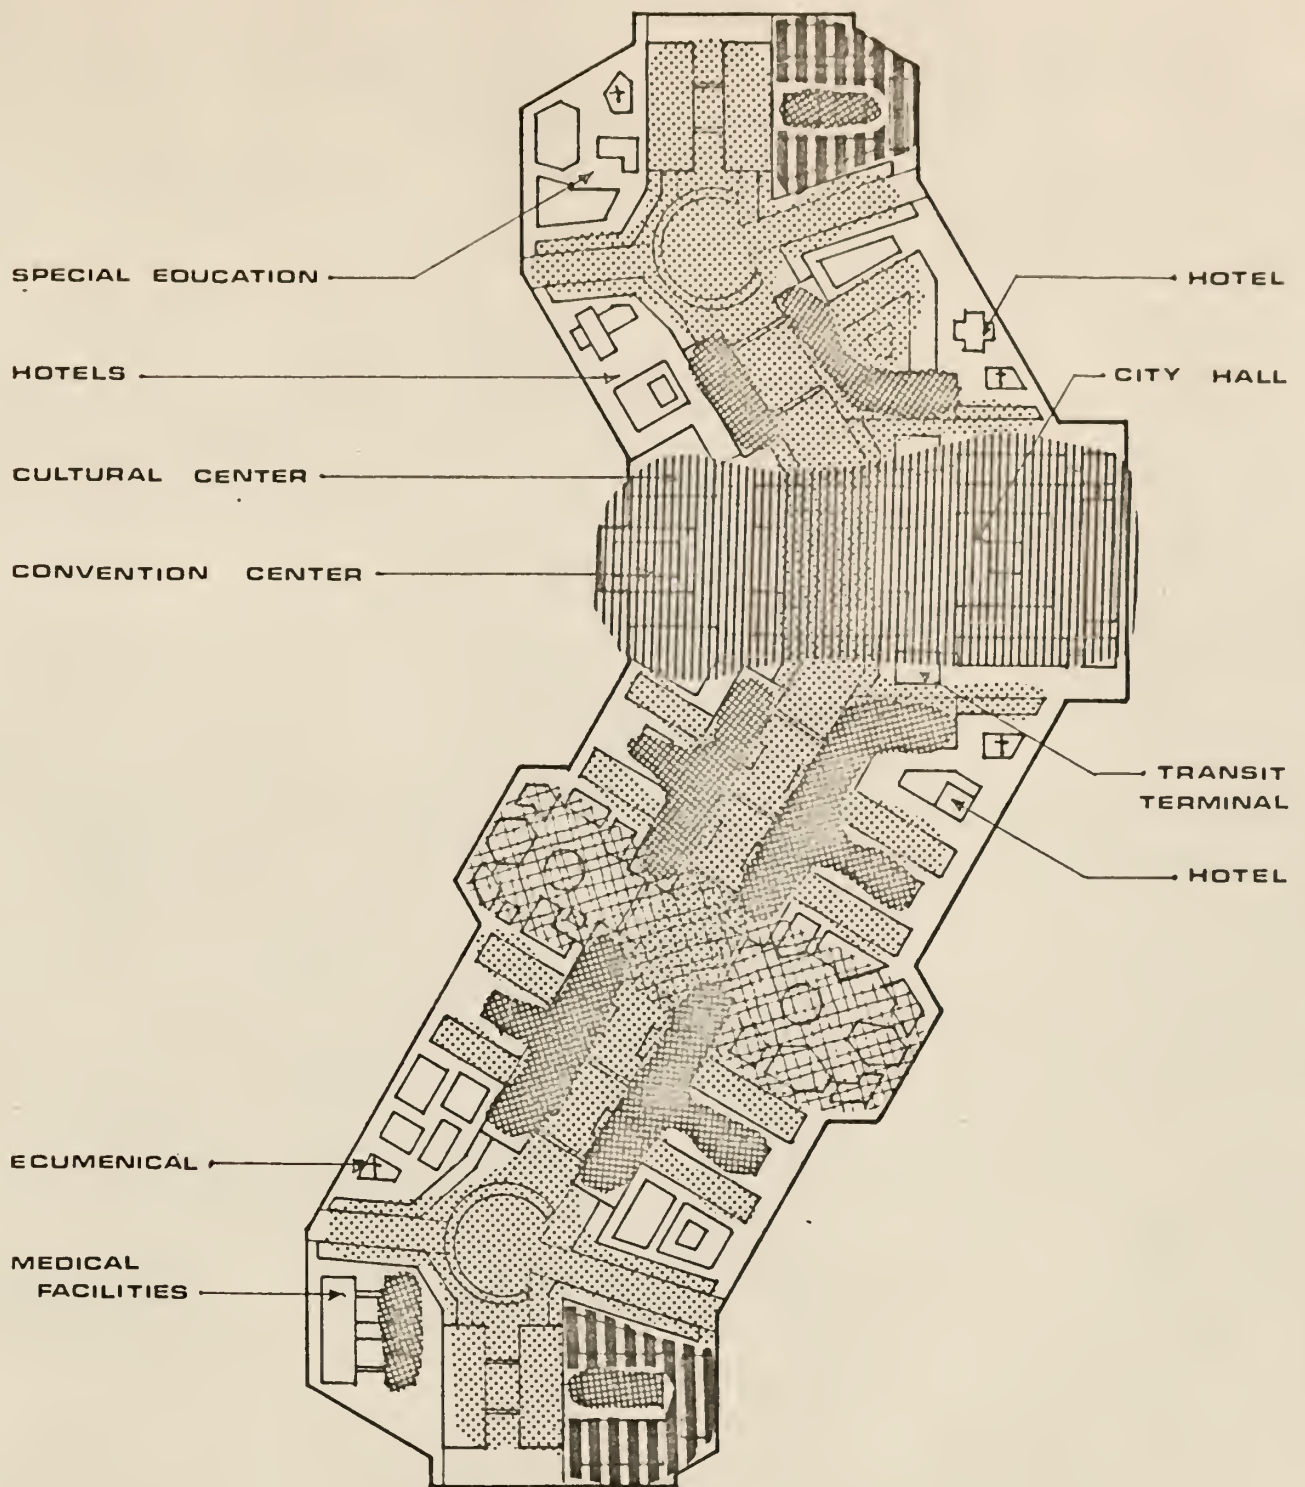 SPECIAL EDUCATION
HOTELS
CULTURAL CENTER
CONVENTION CENTER
ECUMENICAL
MEDICAL
FACILITIES
HOTEL
CITY HALL
TRANSIT
TERMINAL
HOTEL